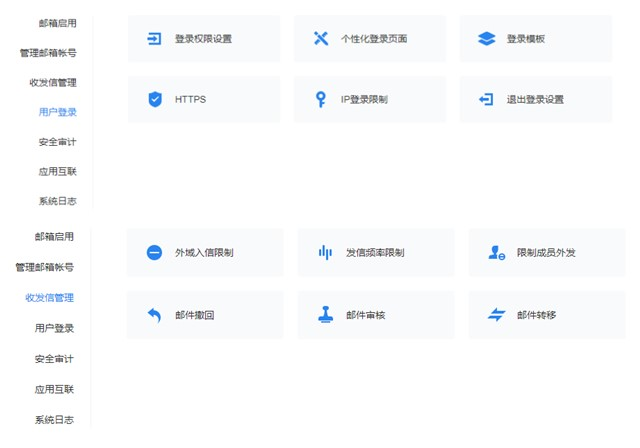 邮箱启用
管理邮箱帐号
收发信管理
用户登录
安全审计
应用互联
系统日志
登录权限设置
个性化登录页面
登录模板
HTTPS
IP登录限制
退出登录设置
邮箱启用
管理邮箱帐号
收发信管理
用户登录
安全审计
应用互联
系统日志
外域入信限制
发信频率限制
限制成员外发
邮件撤回
邮件审核
邮件转移